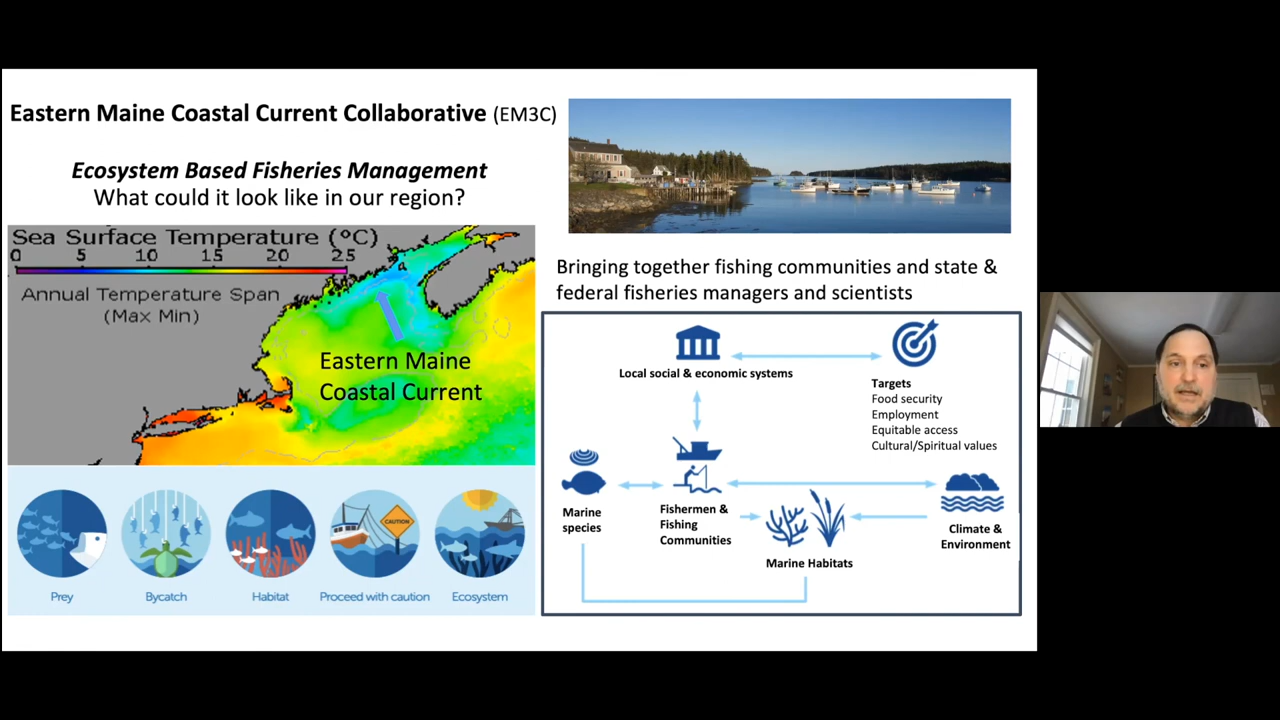 Eastern Maine Coastal Current Collaborative (EM3C)
Ecosystem Based Fisheries Management
What could it look like in our region?
Sea Surface Temperature (°C)
0 5 10 15 20 25
Annual Temperature Span
(Max Min)
Eastern Maine
Coastal Current
Prey
Bycatch
Habitat
CAUTION
Proceed with caution
Ecosystem
Bringing together fishing communities and state &
federal fisheries managers and scientists
Local social & economic systems
Targets
Food security
Employment
Equitable access
Cultural/Spiritual values
Marine
species
Fishermen &
Fishing
Communities
Marine Habitats
Climate &
Environment